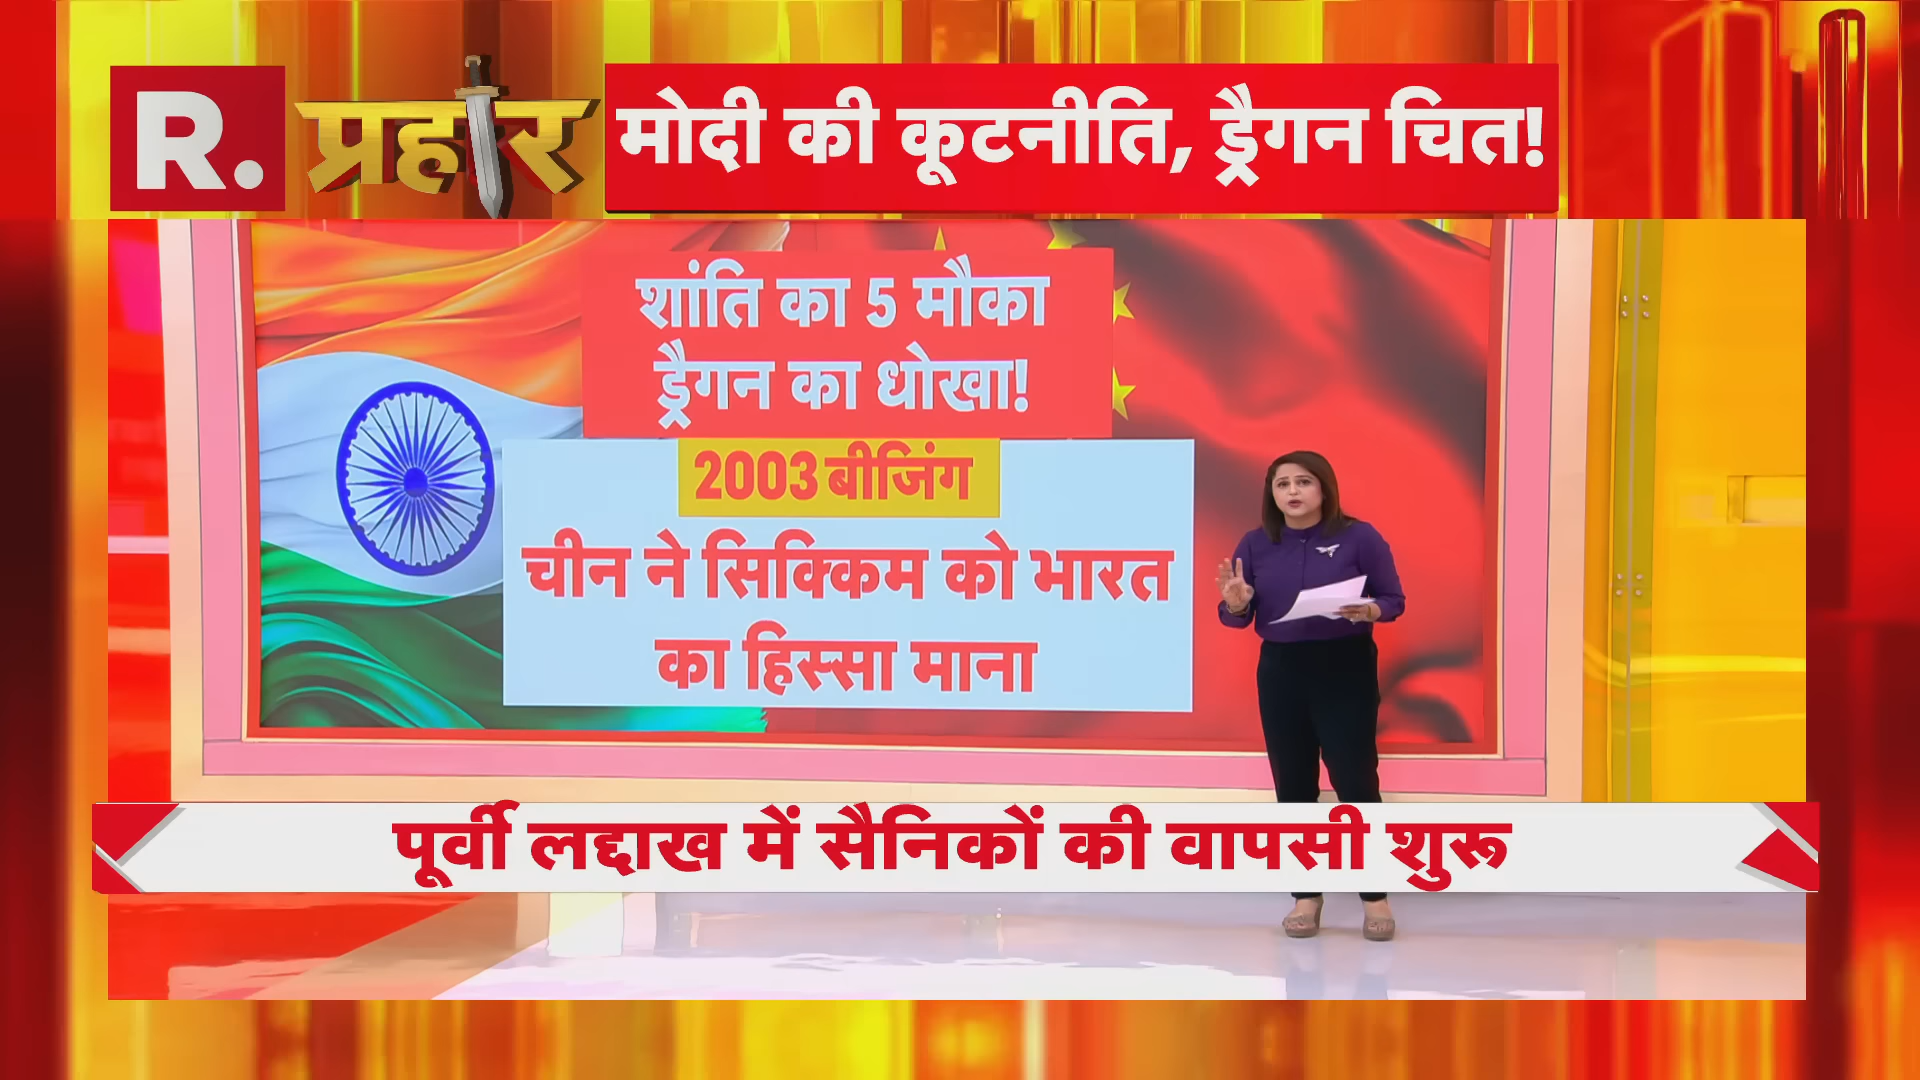 R.
प्रहार
मोदी की कूटनीति, ड्रैगन चित!
शांति का 5 मौका
ड्रैगन का धोखा!
2003 बीजिंग
चीन ने सिक्किम को भारत
का हिस्सा माना
पूर्वी लद्दाख में सैनिकों की वापसी शुरू